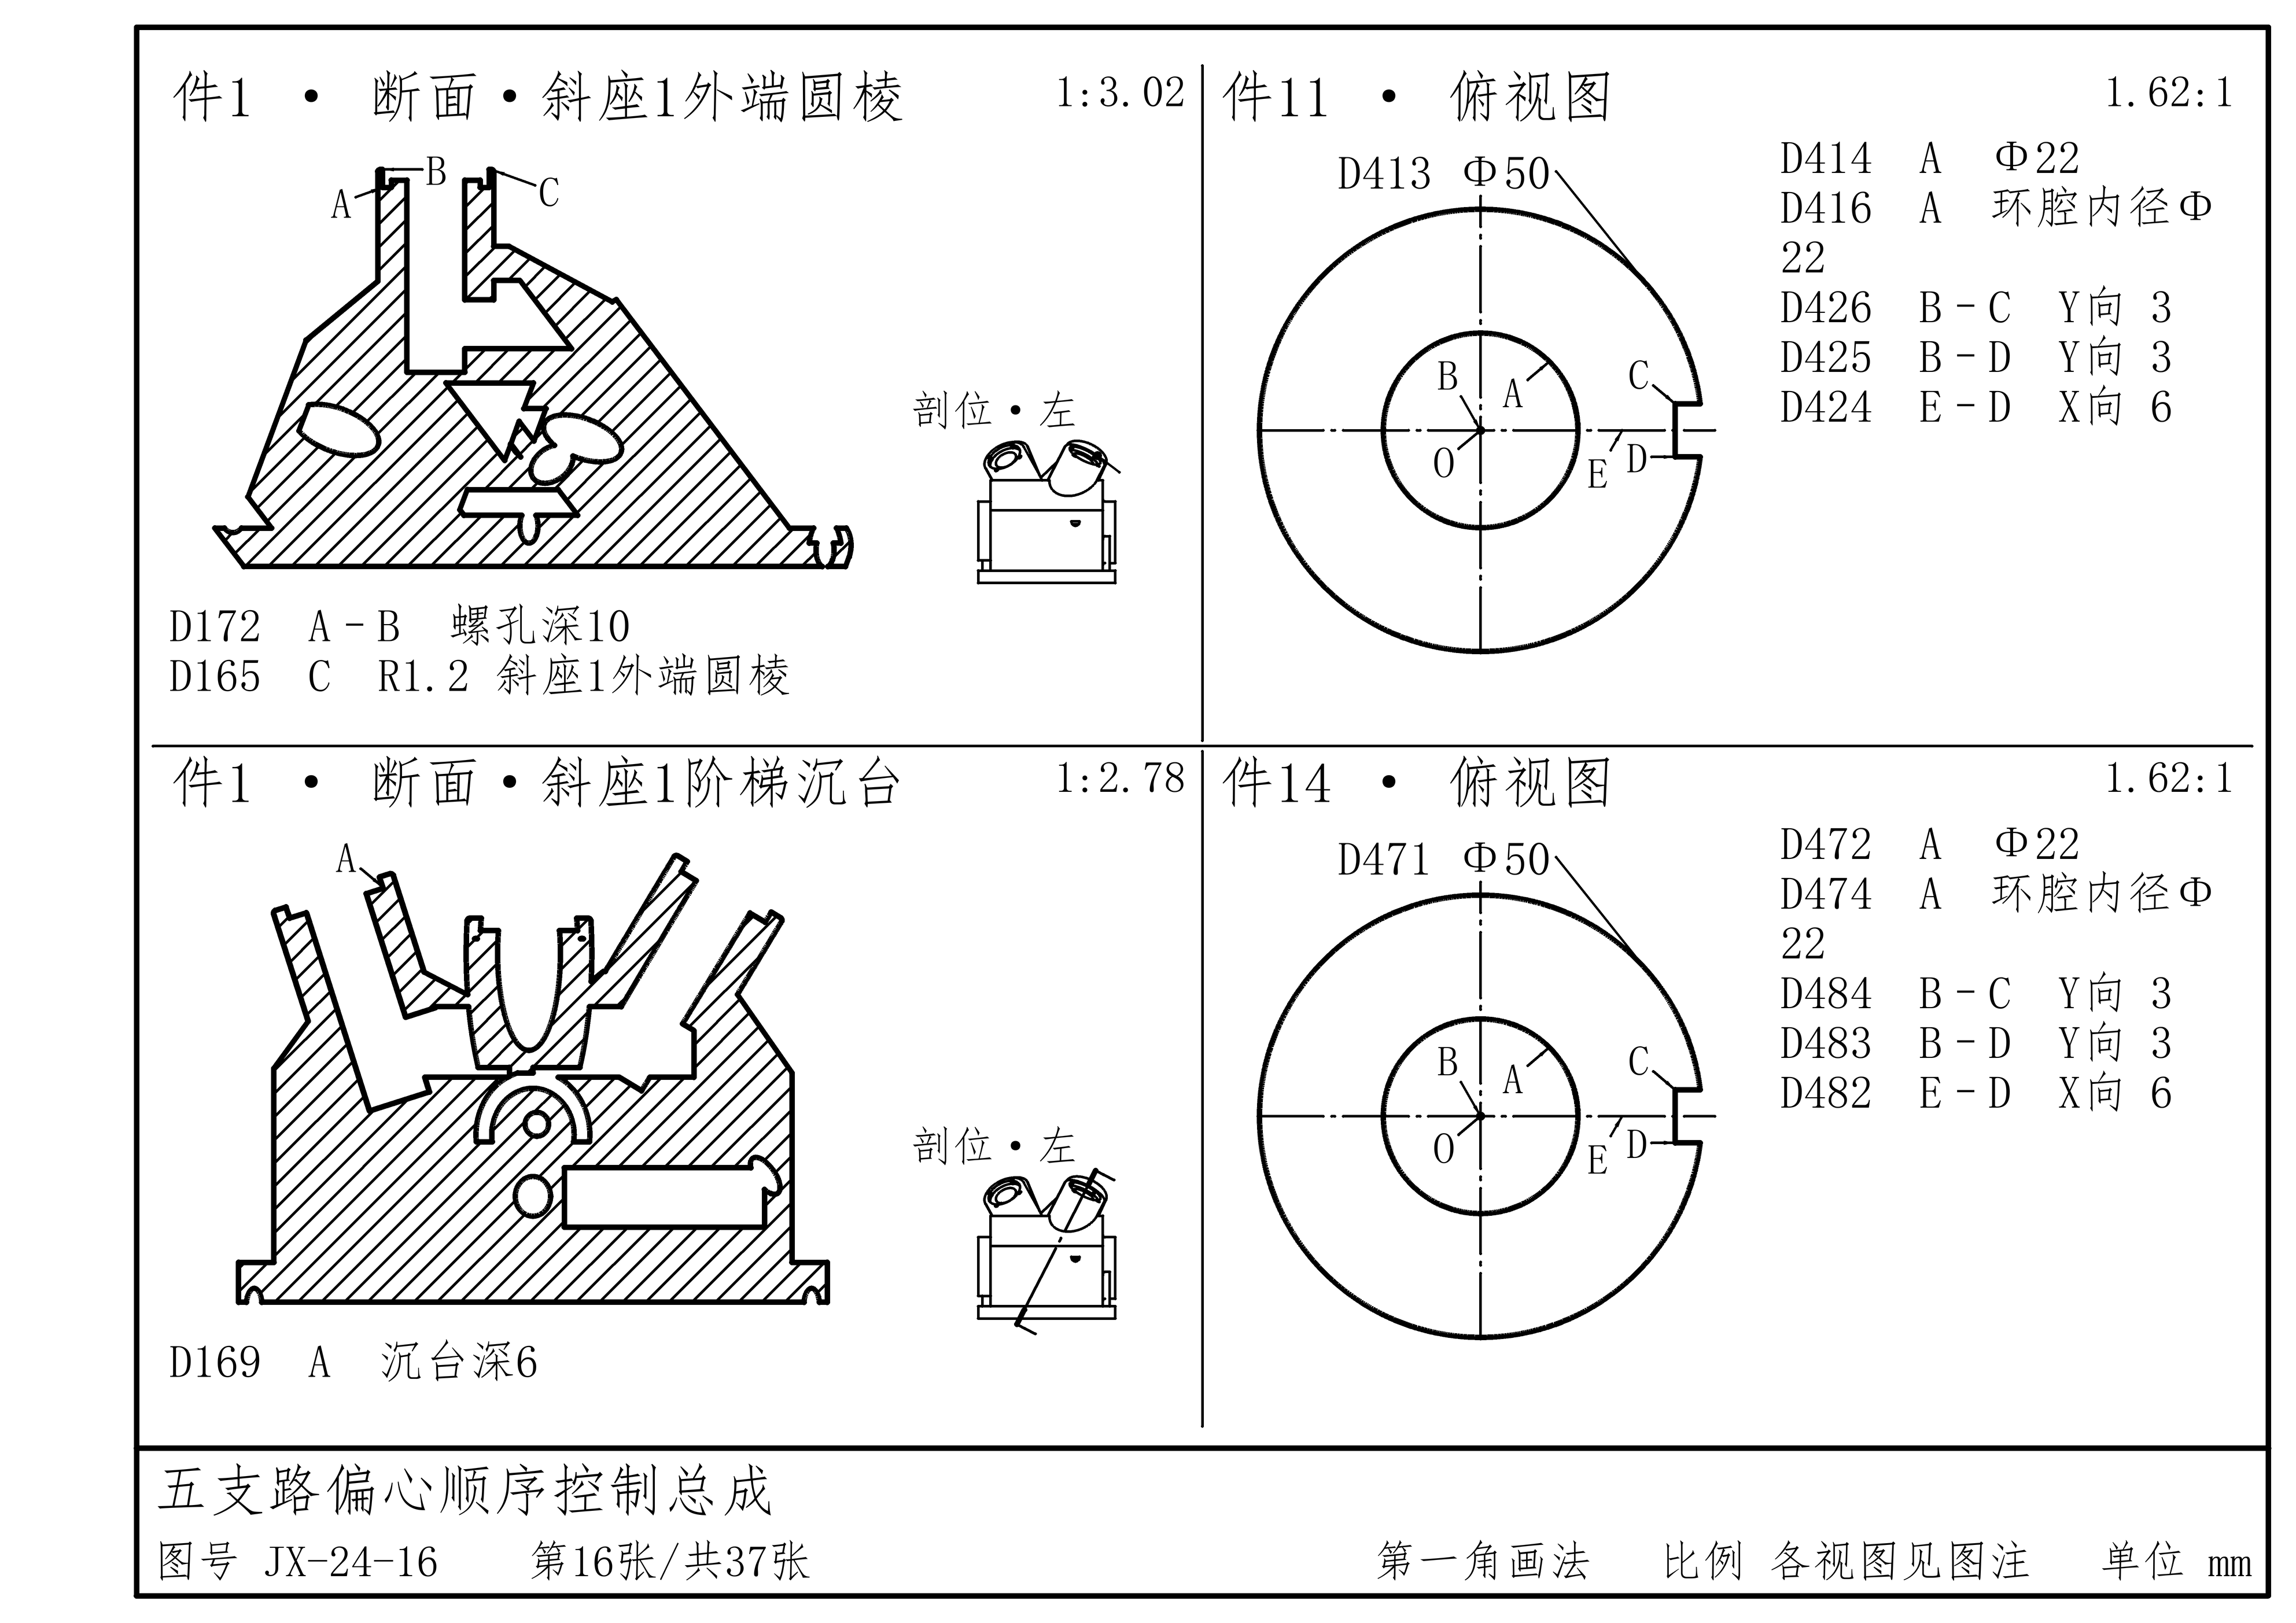 件1 · 断面·斜座1外端圆棱 1:3.02
B
A
C
剖位·左
D172 A-B 螺孔深10
D165 C R1.2 斜座1外端圆棱
件11 · 俯视图 1.62:1
D413 Φ50
B
A
C
O
E
D
D414 A Φ22
D416 A 环腔内径Φ
22
D426 B-C Y向 3
D425 B-D Y向 3
D424 E-D X向 6
件1 · 断面·斜座1阶梯沉台 1:2.78
A
剖位·左
D169 A 沉台深6
件14 · 俯视图 1.62:1
D471 Φ50
B
A
C
O
E
D
D472 A Φ22
D474 A 环腔内径Φ
22
D484 B-C Y向 3
D483 B-D Y向 3
D482 E-D X向 6
五支路偏心顺序控制总成
图号 JX-24-16 第16张/共37张 第一角画法 比例 各视图见图注 单位 mm